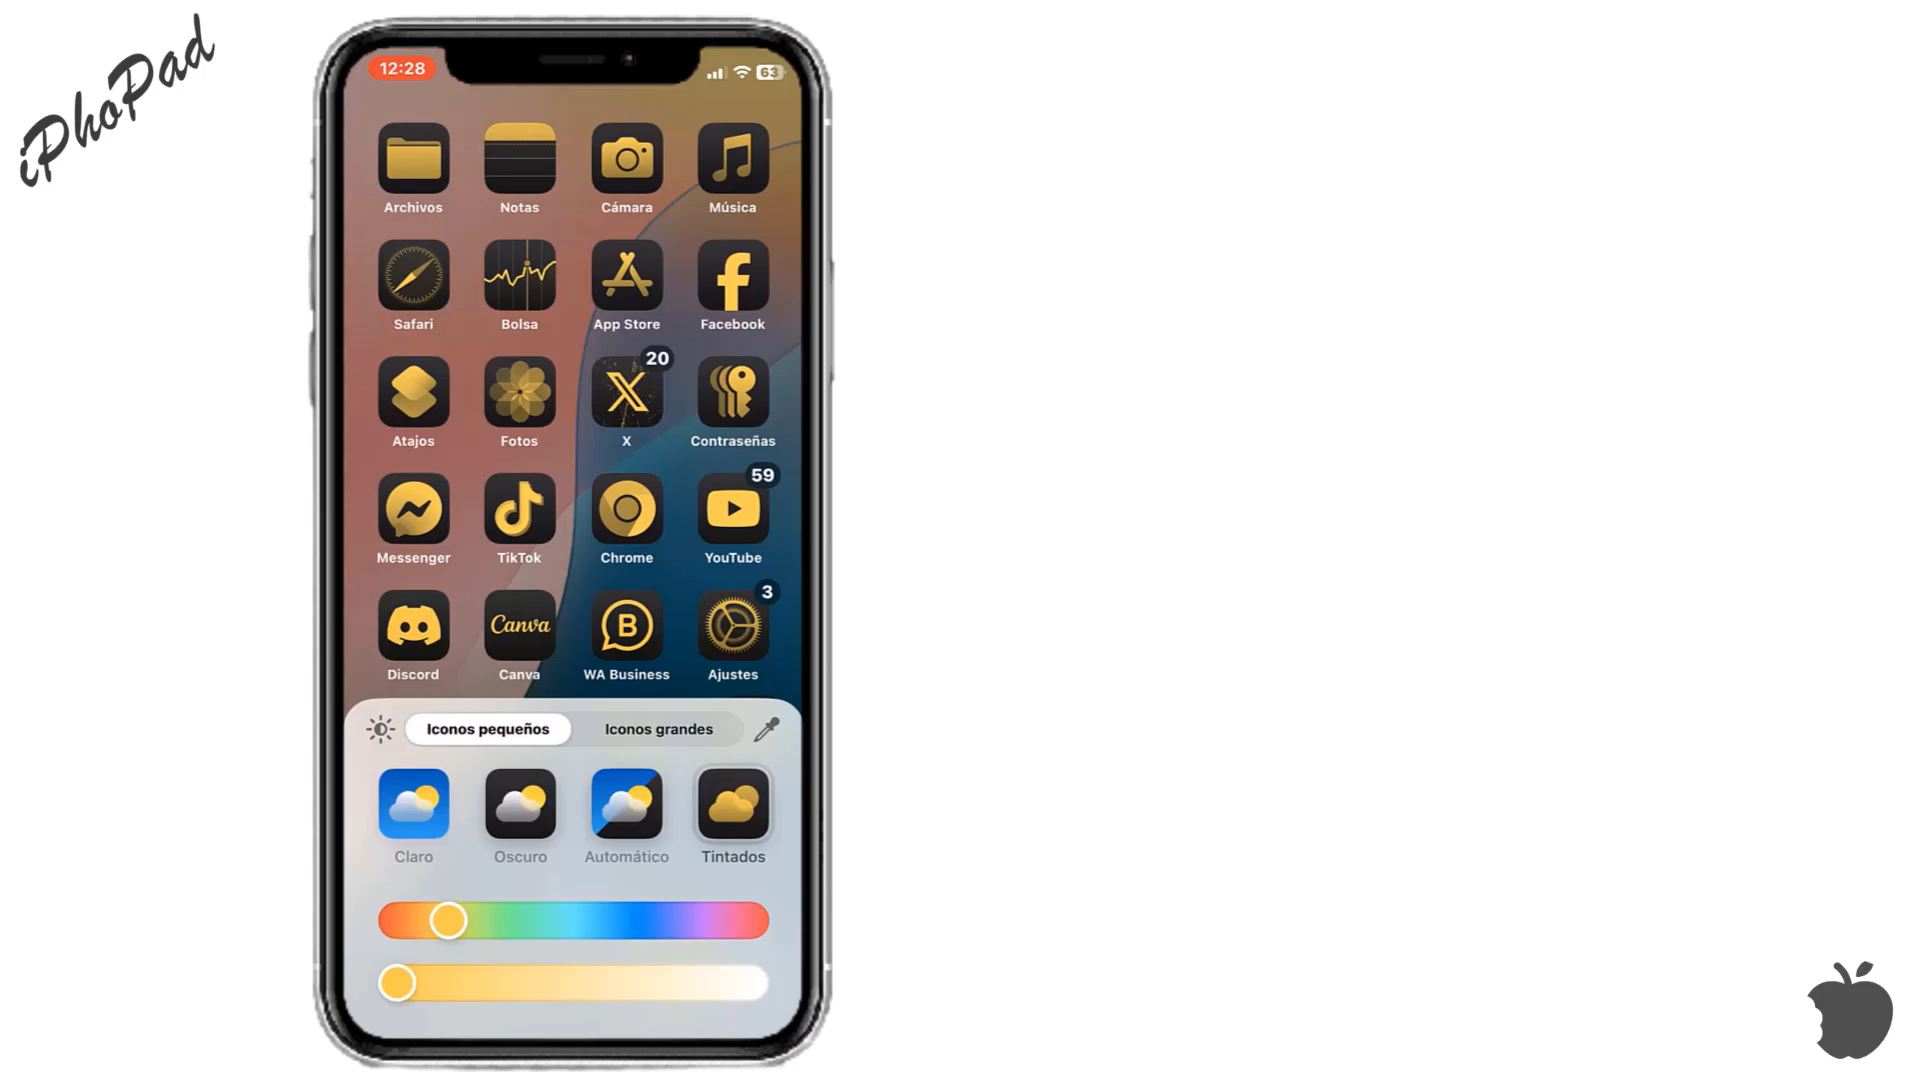 iPhoPad
12:28
63
Archivos Notas Cámara Música
Safari Bolsa App Store Facebook
20
Atajos Fotos X Contraseñas
59
Messenger TikTok Chrome YouTube
3
Canva
B
Discord Canva WA Business Ajustes
Iconos pequeños Iconos grandes
Claro Oscuro Automático Tintados